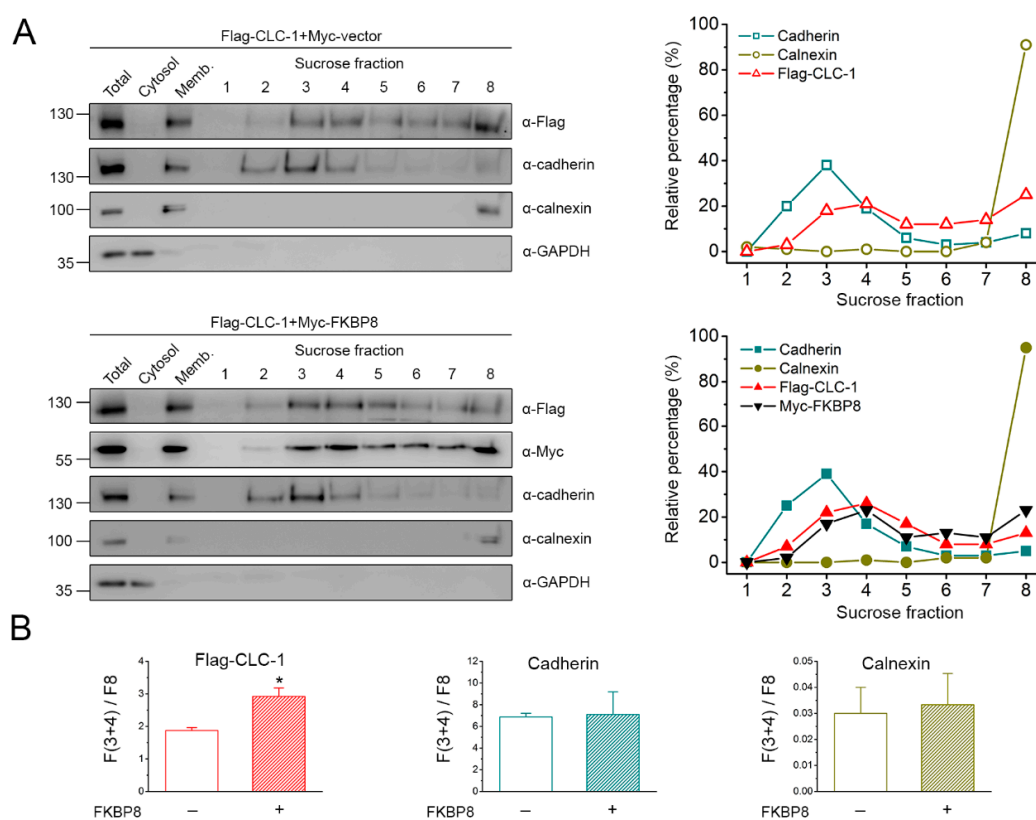 A
Flag-CLC-1+Myc-vector
Sucrose fraction
Total Cytosol Memb. 1 2 3 4 5 6 7 8
130 α-Flag
130 α-cadherin
100 α-calnexin
35 α-GAPDH
Cadherin
Calnexin
Flag-CLC-1
Relative percentage (%)
100
80
60
40
20
0
1 2 3 4 5 6 7 8
Sucrose fraction
Flag-CLC-1+Myc-FKBP8
Sucrose fraction
Total Cytosol Memb. 1 2 3 4 5 6 7 8
130 α-Flag
55 α-Myc
130 α-cadherin
100 α-calnexin
35 α-GAPDH
Cadherin
Calnexin
Flag-CLC-1
Myc-FKBP8
Relative percentage (%)
100
80
60
40
20
0
1 2 3 4 5 6 7 8
Sucrose fraction
B
Flag-CLC-1
F(3+4) / F8
4
3
2
1
0
FKBP8 – +
*
Cadherin
F(3+4) / F8
12
10
8
6
4
2
0
FKBP8 – +
Calnexin
F(3+4) / F8
0.05
0.04
0.03
0.02
0.01
0.00
FKBP8 – +